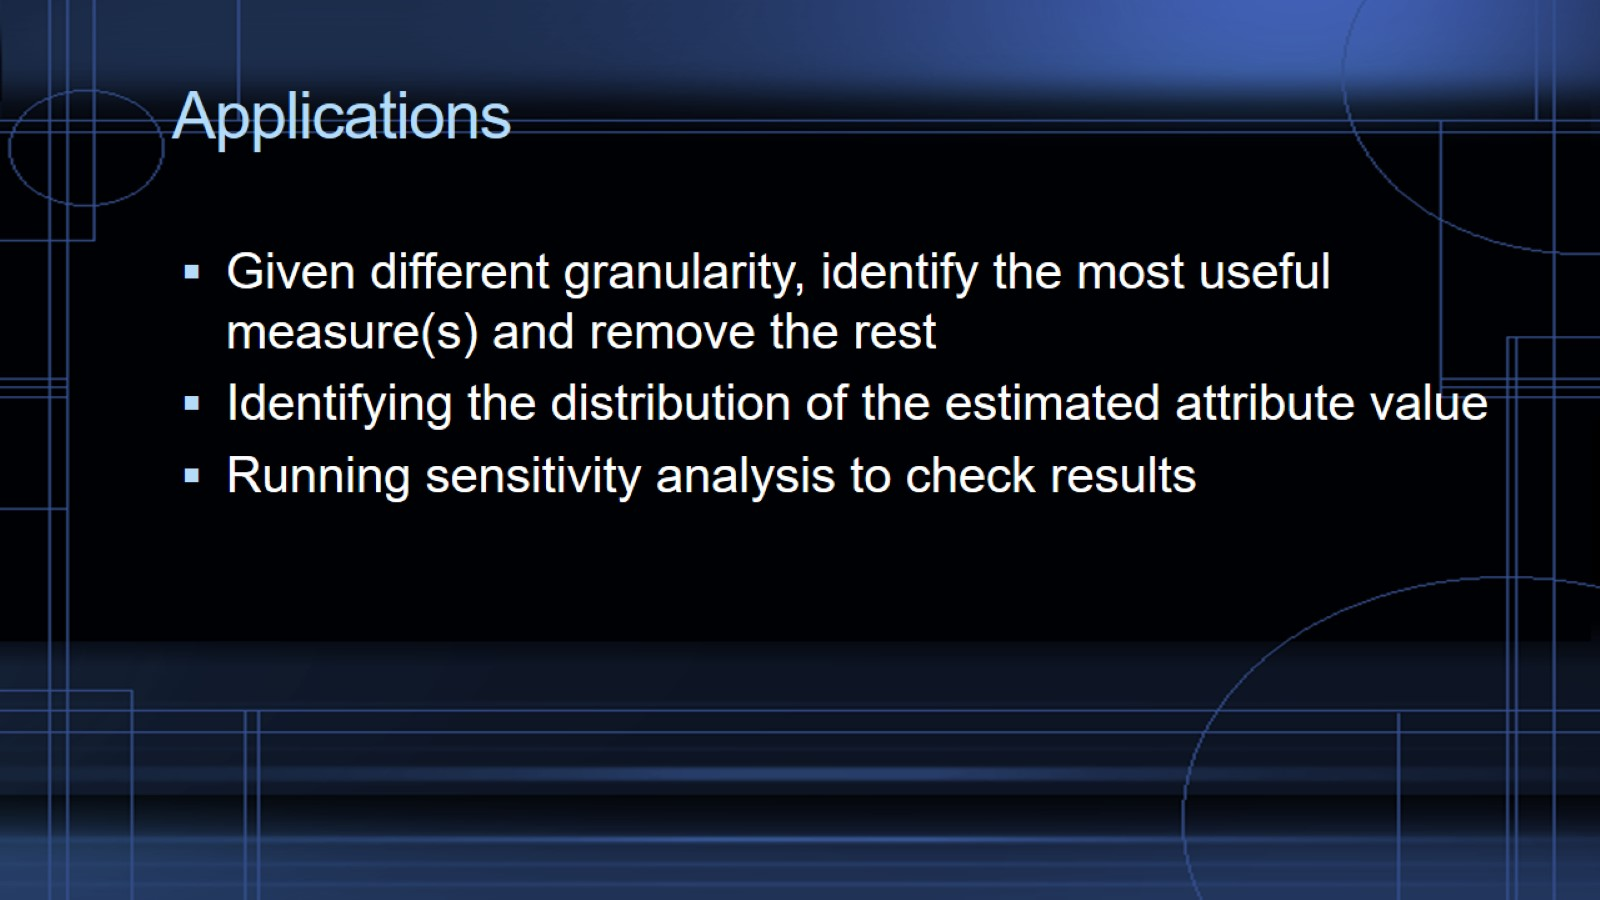 Applications
▪ Given different granularity, identify the most useful
measure(s) and remove the rest
▪ Identifying the distribution of the estimated attribute value
▪ Running sensitivity analysis to check results